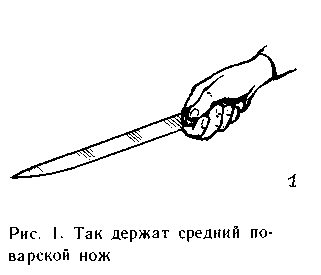 1
Рис. 1. Так держат средний по-
варской нож